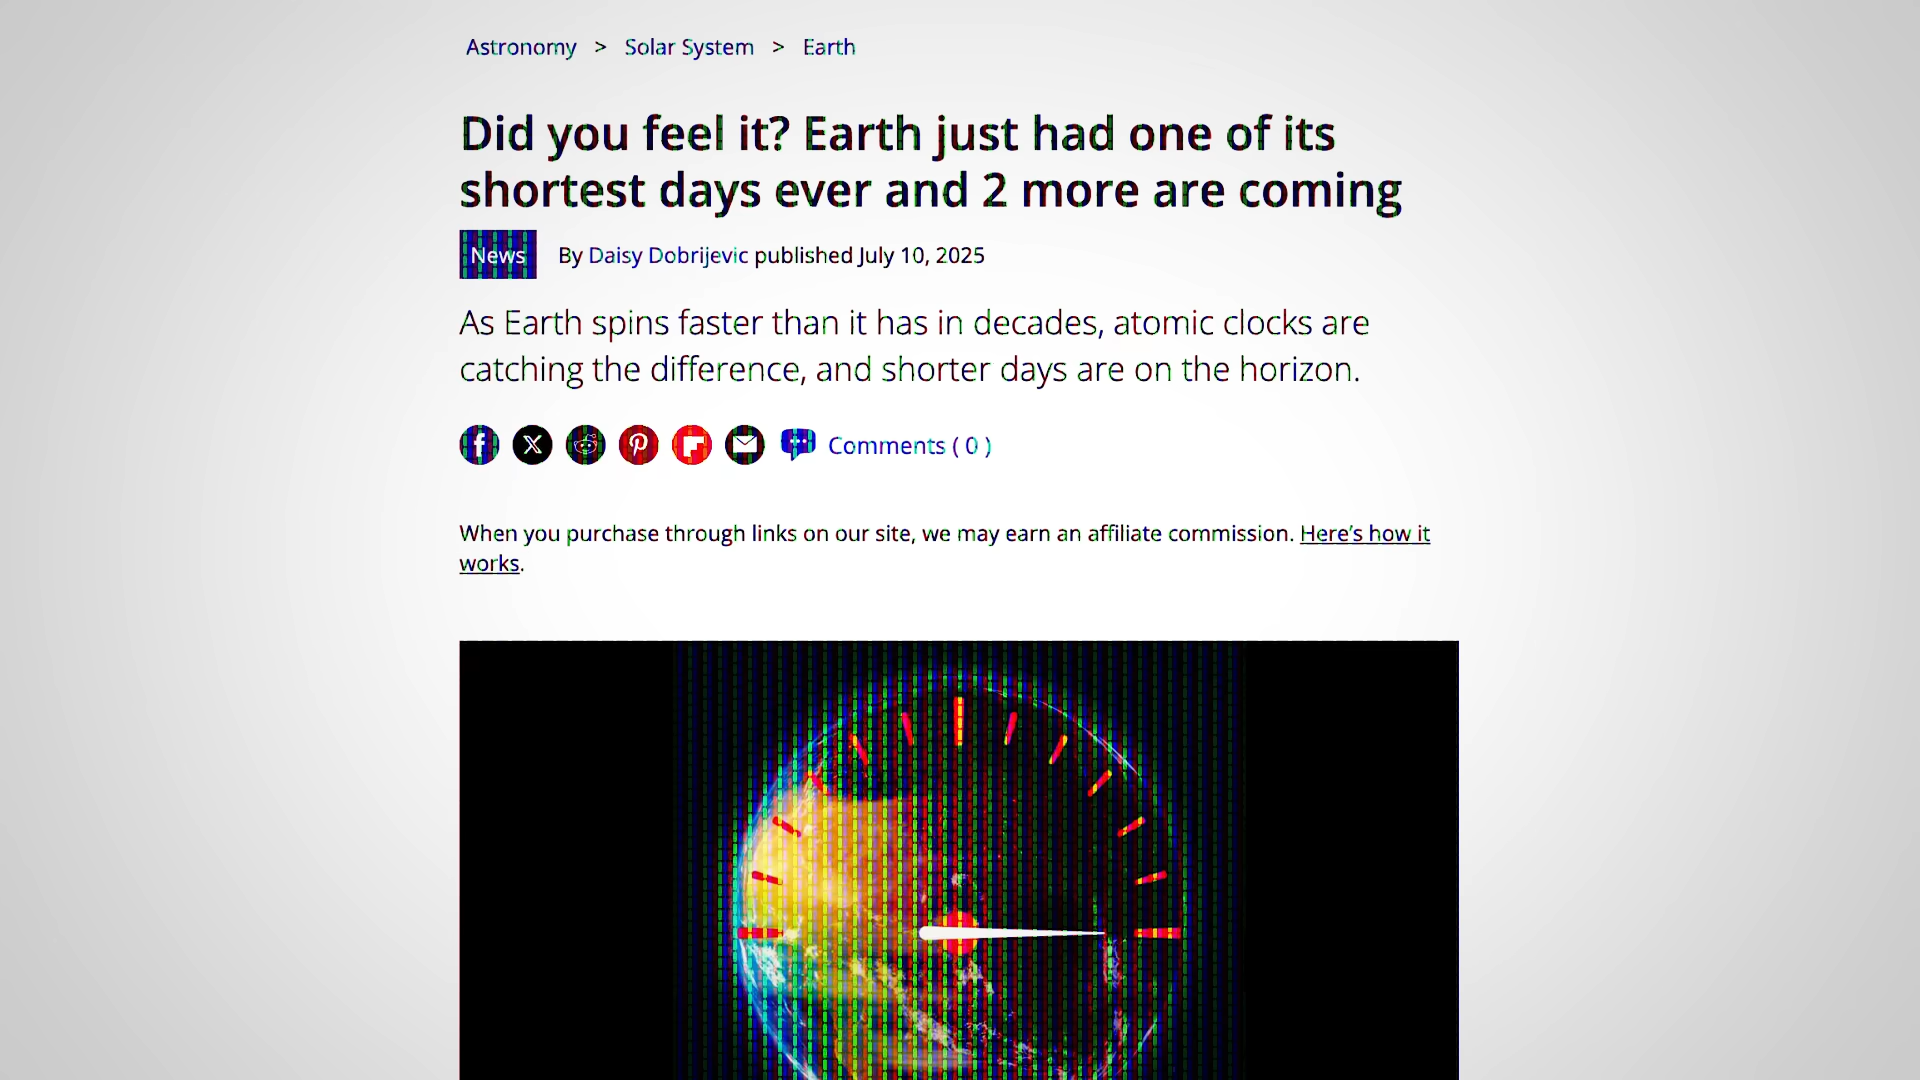 Astronomy > Solar System > Earth
Did you feel it? Earth just had one of its
shortest days ever and 2 more are coming
News By Daisy Dobrijevic published July 10, 2025
As Earth spins faster than it has in decades, atomic clocks are
catching the difference, and shorter days are on the horizon.
Comments ( 0 )
When you purchase through links on our site, we may earn an affiliate commission. Here’s how it
works.